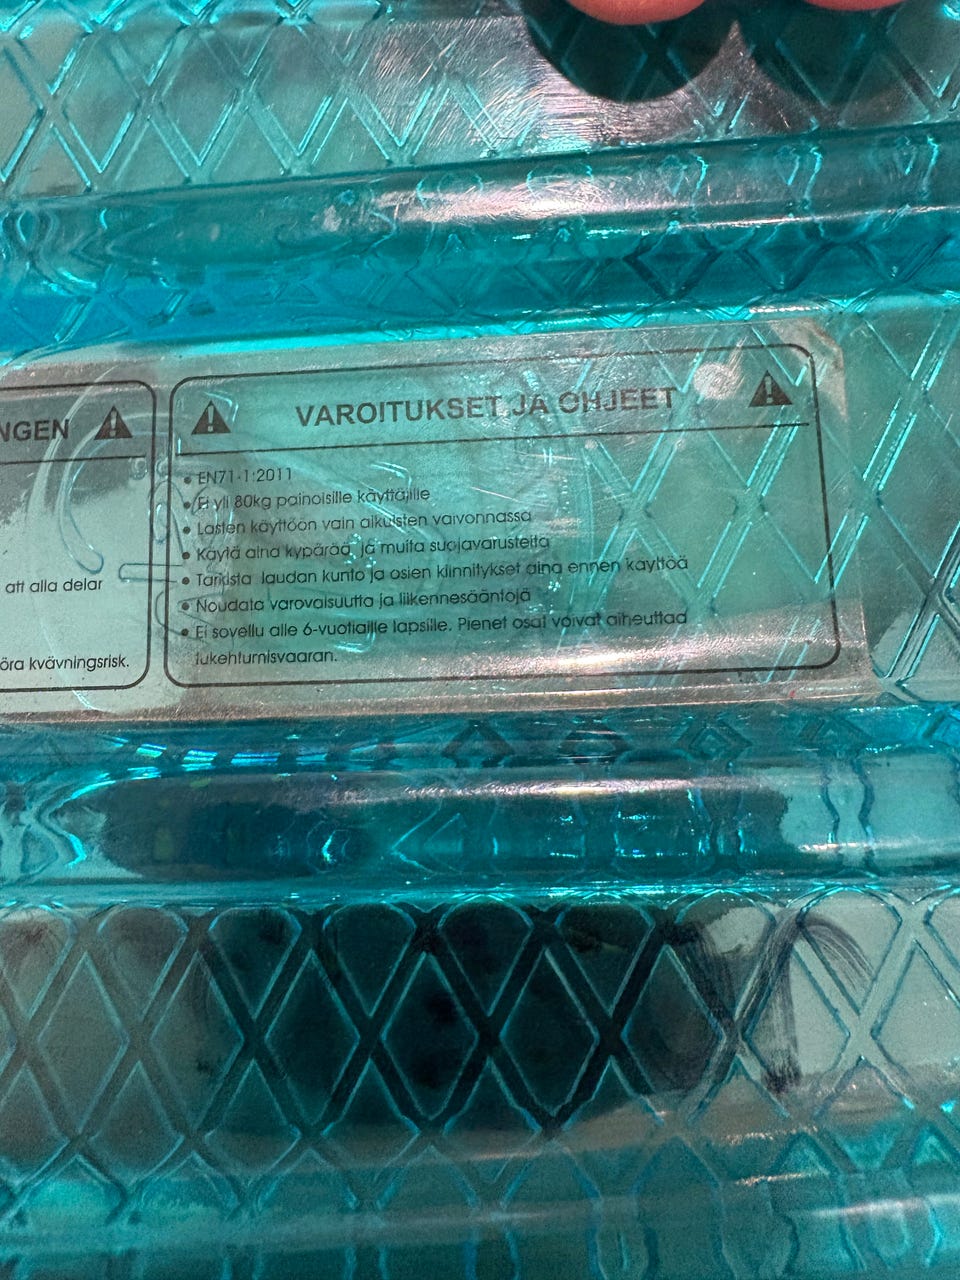 NGEN
att alla delar
öra kvävningsrisk.
VAROITUKSET JA OHJEET
• EN71-1:2011
• Ei yli 80kg painoisille käyttäjille
• Lasten käyttöön vain aikuisten valvonnassa
• Käytä aina kypärää ja muita suojavarusteita
• Tarkista laudan kunto ja osien kiinnitykset aina ennen käyttöä
• Noudata varovaisuutta ja liikennesääntöjä
• Ei sovellu alle 6-vuotiaille lapsille. Pienet osat voivat aiheuttaa
tukehtumisvaaran.